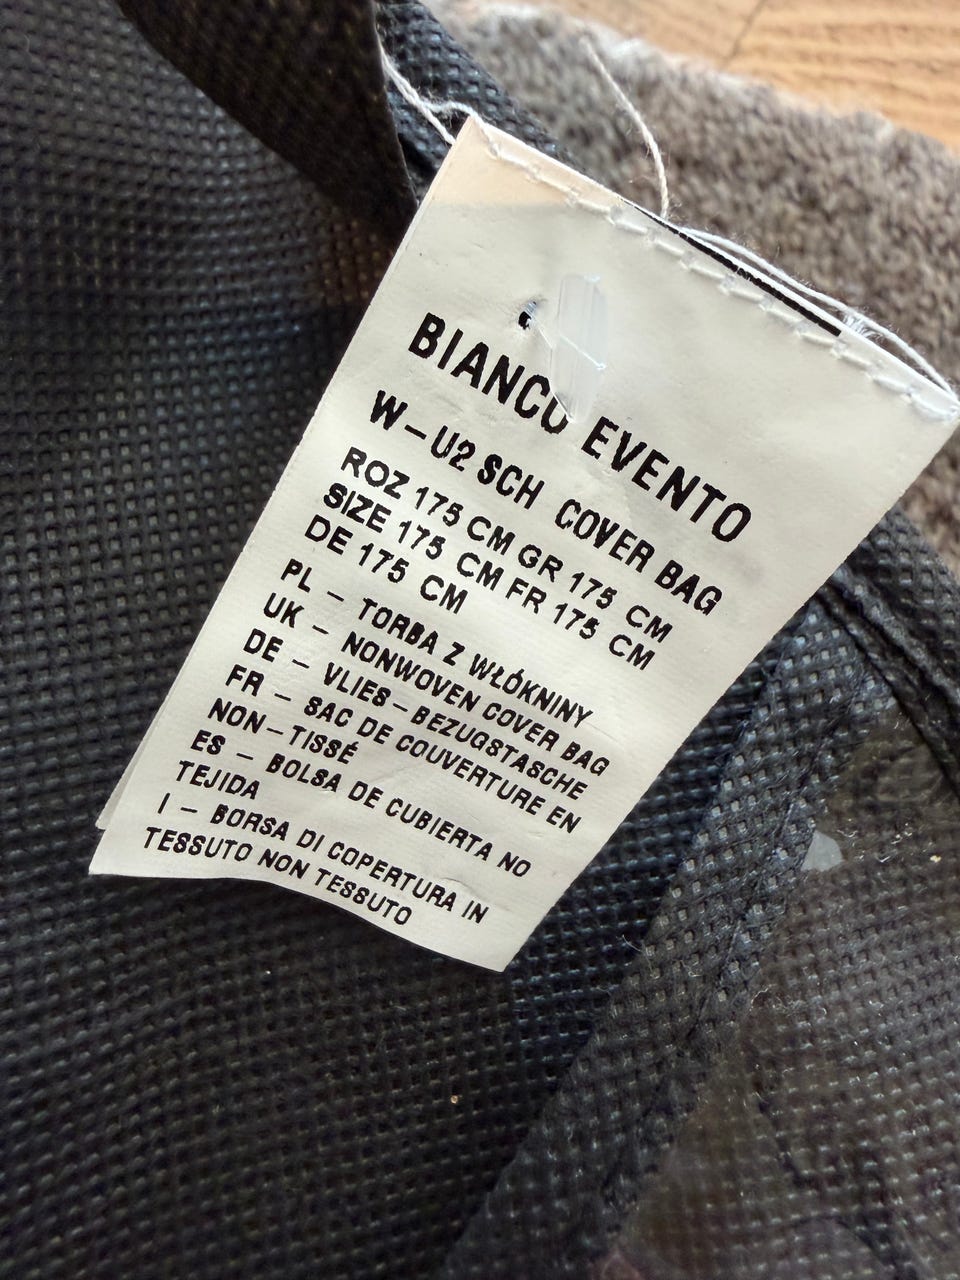 BIANCO EVENTO
W-U2 SCH COVER BAG
ROZ 175 CM GR 175 CM
SIZE 175 CM FR 175 CM
DE 175 CM
PL - TORBA Z WŁÓKNINY
UK - NONWOVEN COVER BAG
DE - VLIES-BEZUGSTASCHE
FR - SAC DE COUVERTURE EN
NON-TISSÉ
ES - BOLSA DE CUBIERTA NO
TEJIDA
I - BORSA DI COPERTURA IN
TESSUTO NON TESSUTO